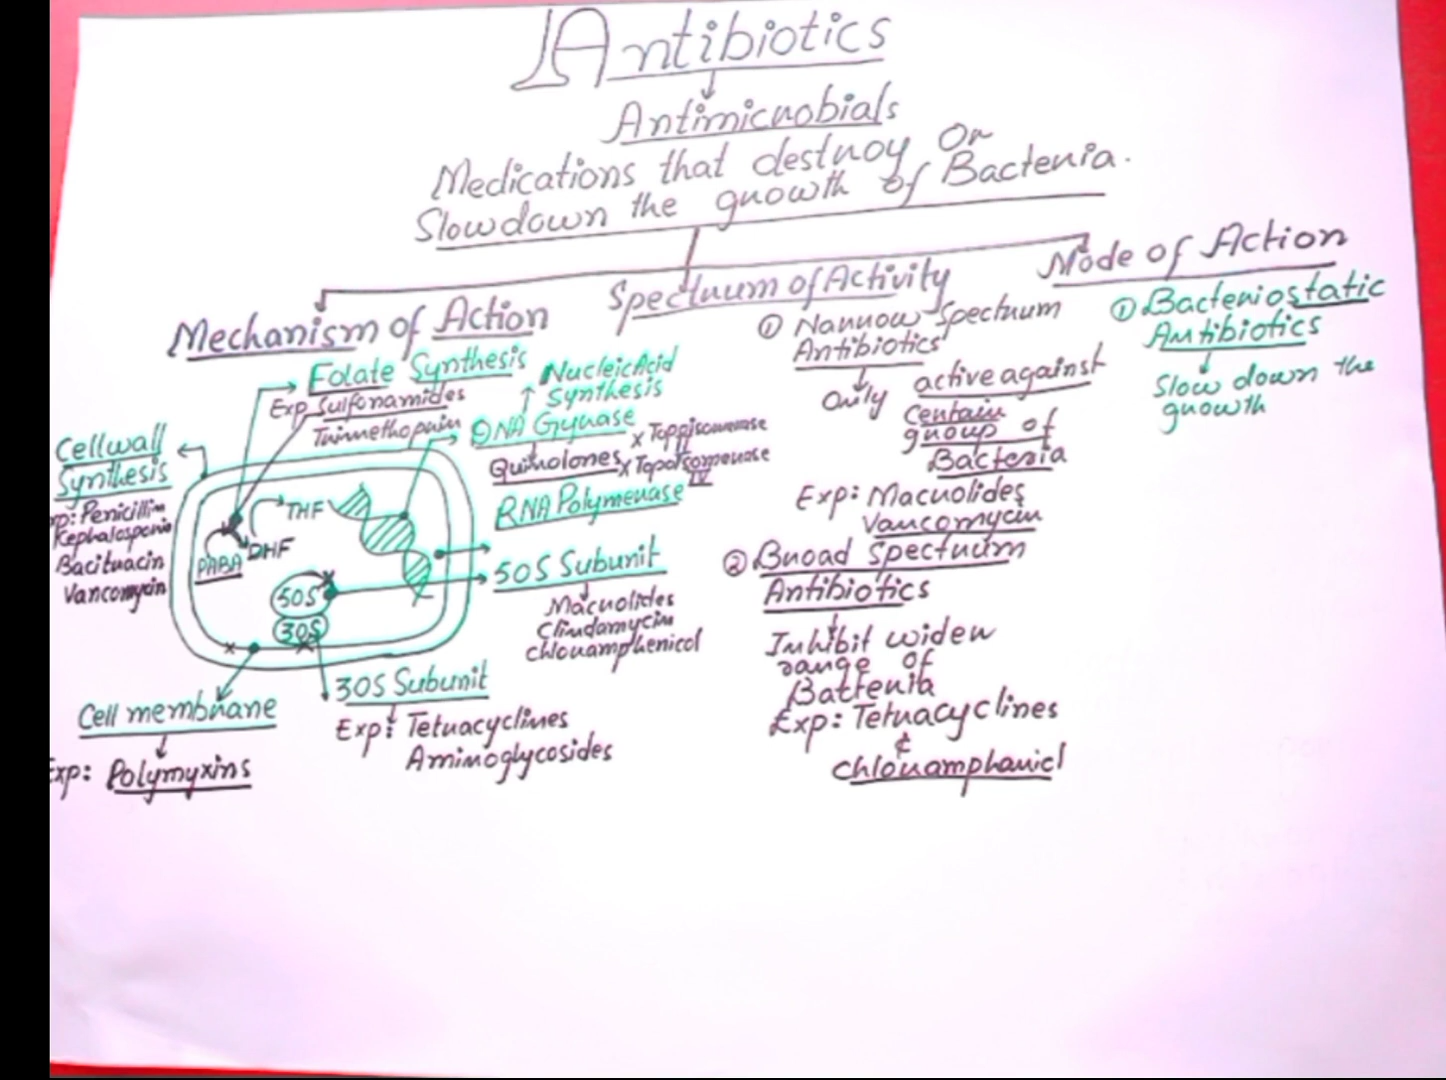 Antibiotics
Antimicrobials
Medications that destroy or
Slowdown the growth of Bacteria.
Mechanism of Action
Folate Synthesis
Exp Sulfonamides
Trimethoprim
Nucleic Acid
Synthesis
DNA Gyrase
Quinolones
x Topoisomerase
II
x Topoisomerase
IV
RNA Polymerase
Cellwall
Synthesis
xp: Penicillin
Kephalosporin
Bacitracin
Vancomycin
THF
DHF
PABA
50S
30S
50S Subunit
Macrolides
Clindamycin
chloramphenicol
30S Subunit
Exp: Tetracyclines
Aminoglycosides
Cell membrane
Exp: Polymyxins
Spectrum of Activity
① Narrow Spectrum
Antibiotics
Only active against
Certain
group of
Bacteria
Exp: Macrolides
Vancomycin
② Broad Spectrum
Antibiotics
Inhibit wider
range of
Bacteria
Exp: Tetracyclines
&
chloramphanicl
Mode of Action
① Bacteriostatic
Antibiotics
Slow down the
growth